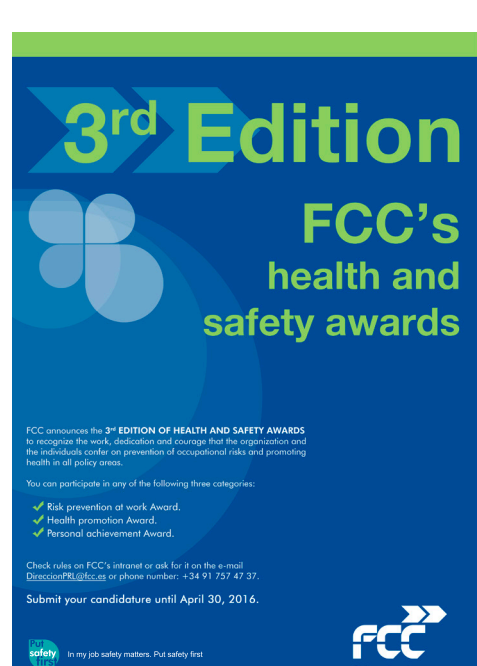 3rd Edition
FCC's
health and
safety awards
FCC announces the 3rd EDITION OF HEALTH AND SAFETY AWARDS
to recognize the work, dedication and courage that the organization and
the individuals confer on prevention of occupational risks and promoting
health in all policy areas.
You can participate in any of the following three categories:
Risk prevention at work Award.
Health promotion Award.
Personal achievement Award.
Check rules on FCC's intranet or ask for it on the e-mail
DireccionPRL@fcc.es or phone number: +34 91 757 47 37.
Submit your candidature until April 30, 2016.
Put
safety
first
In my job safety matters. Put safety first
FCC